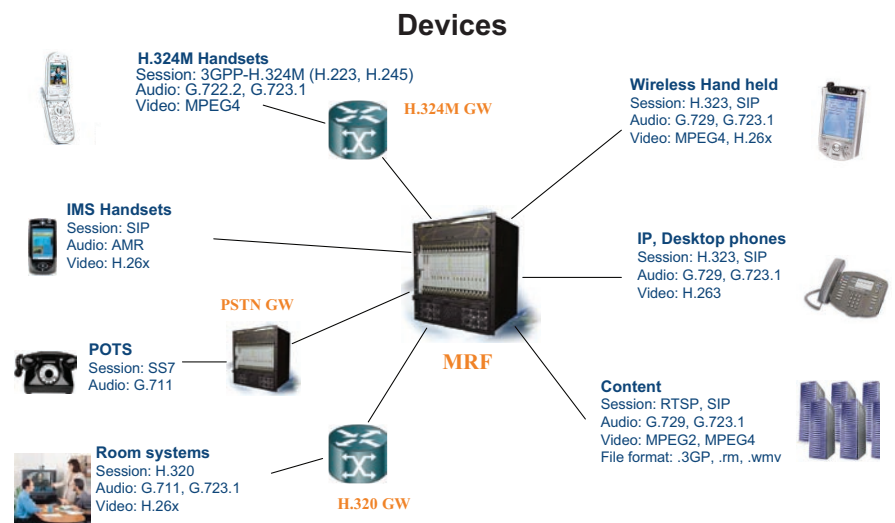 Devices
H.324M Handsets
Session: 3GPP-H.324M (H.223, H.245)
Audio: G.722.2, G.723.1
Video: MPEG4
H.324M GW
Wireless Hand held
Session: H.323, SIP
Audio: G.729, G.723.1
Video: MPEG4, H.26x
IMS Handsets
Session: SIP
Audio: AMR
Video: H.26x
IP, Desktop phones
Session: H.323, SIP
Audio: G.729, G.723.1
Video: H.263
PSTN GW
POTS
Session: SS7
Audio: G.711
MRF
Content
Session: RTSP, SIP
Audio: G.729, G.723.1
Video: MPEG2, MPEG4
File format: .3GP, .rm, .wmv
Room systems
Session: H.320
Audio: G.711, G.723.1
Video: H.26x
H.320 GW